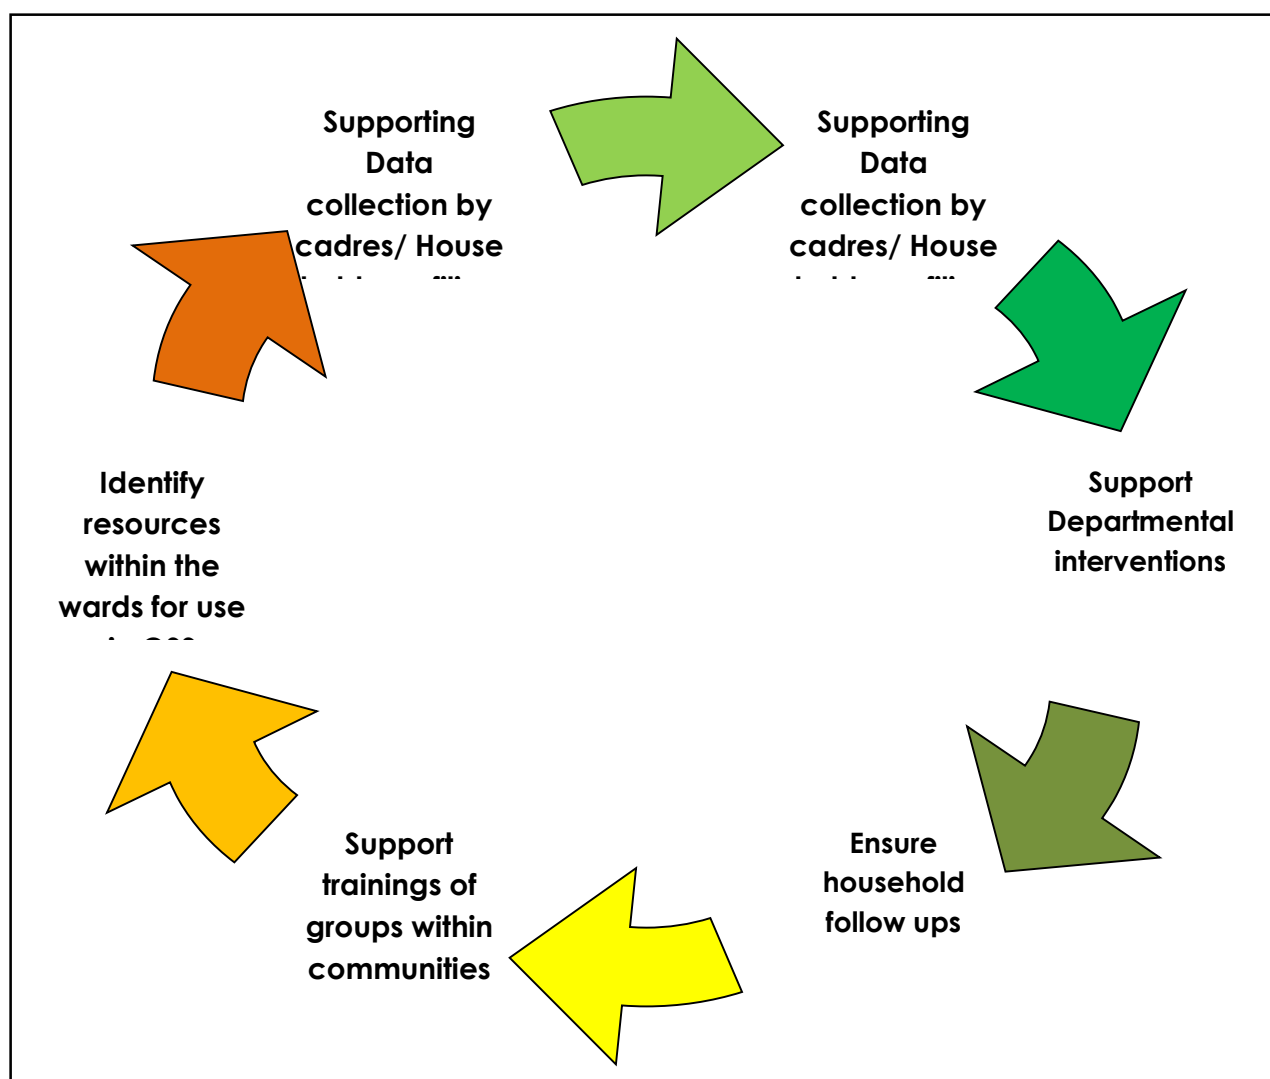 Supporting
Data
collection by
cadres/ House
Supporting
Data
collection by
cadres/ House
Support
Departmental
interventions
Ensure
household
follow ups
Support
trainings of
groups within
communities
Identify
resources
within the
wards for use